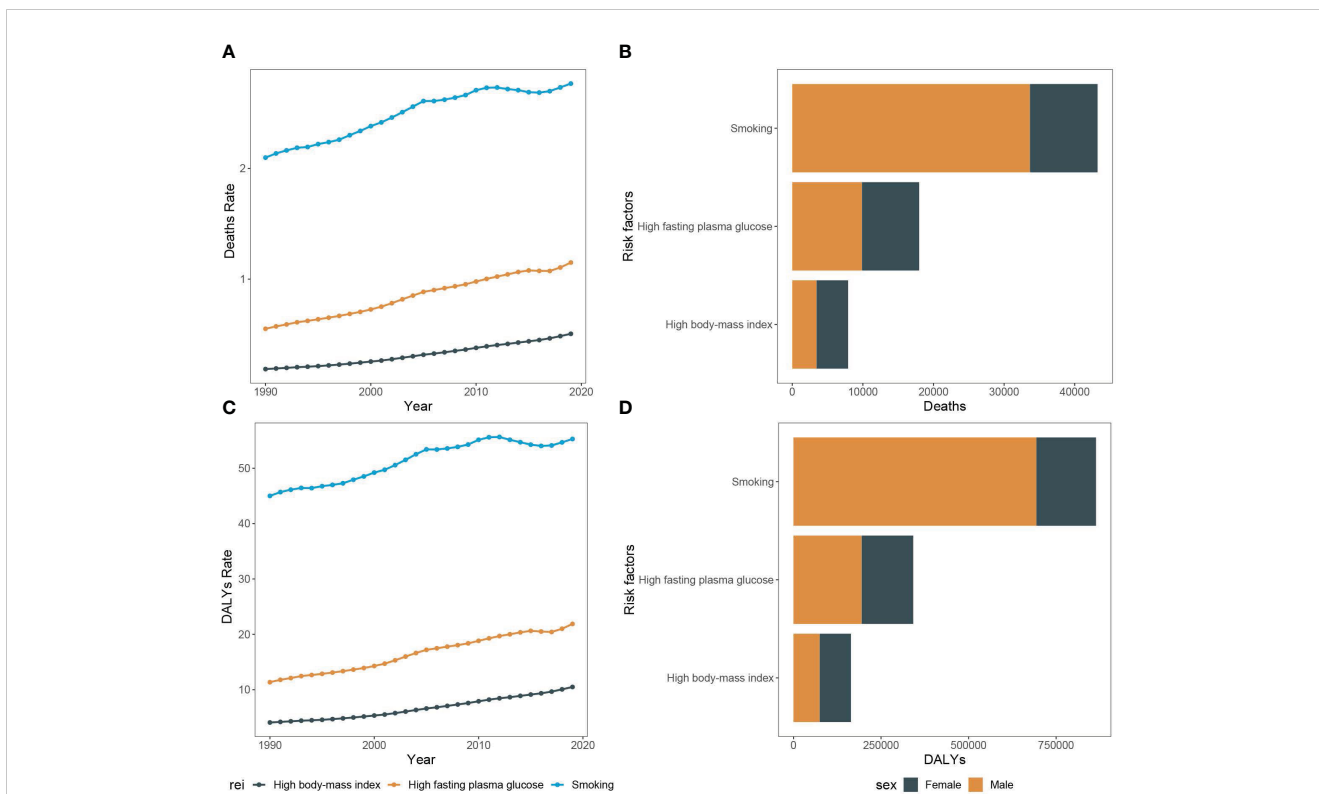 A
Deaths Rate
2
1
1990 2000 2010 2020
Year
B
Risk factors
Smoking
High fasting plasma glucose
High body-mass index
0 10000 20000 30000 40000
Deaths
C
DALYs Rate
50
40
30
20
10
1990 2000 2010 2020
Year
D
Risk factors
Smoking
High fasting plasma glucose
High body-mass index
0 250000 500000 750000
DALYs
rei High body-mass index High fasting plasma glucose Smoking
sex Female Male